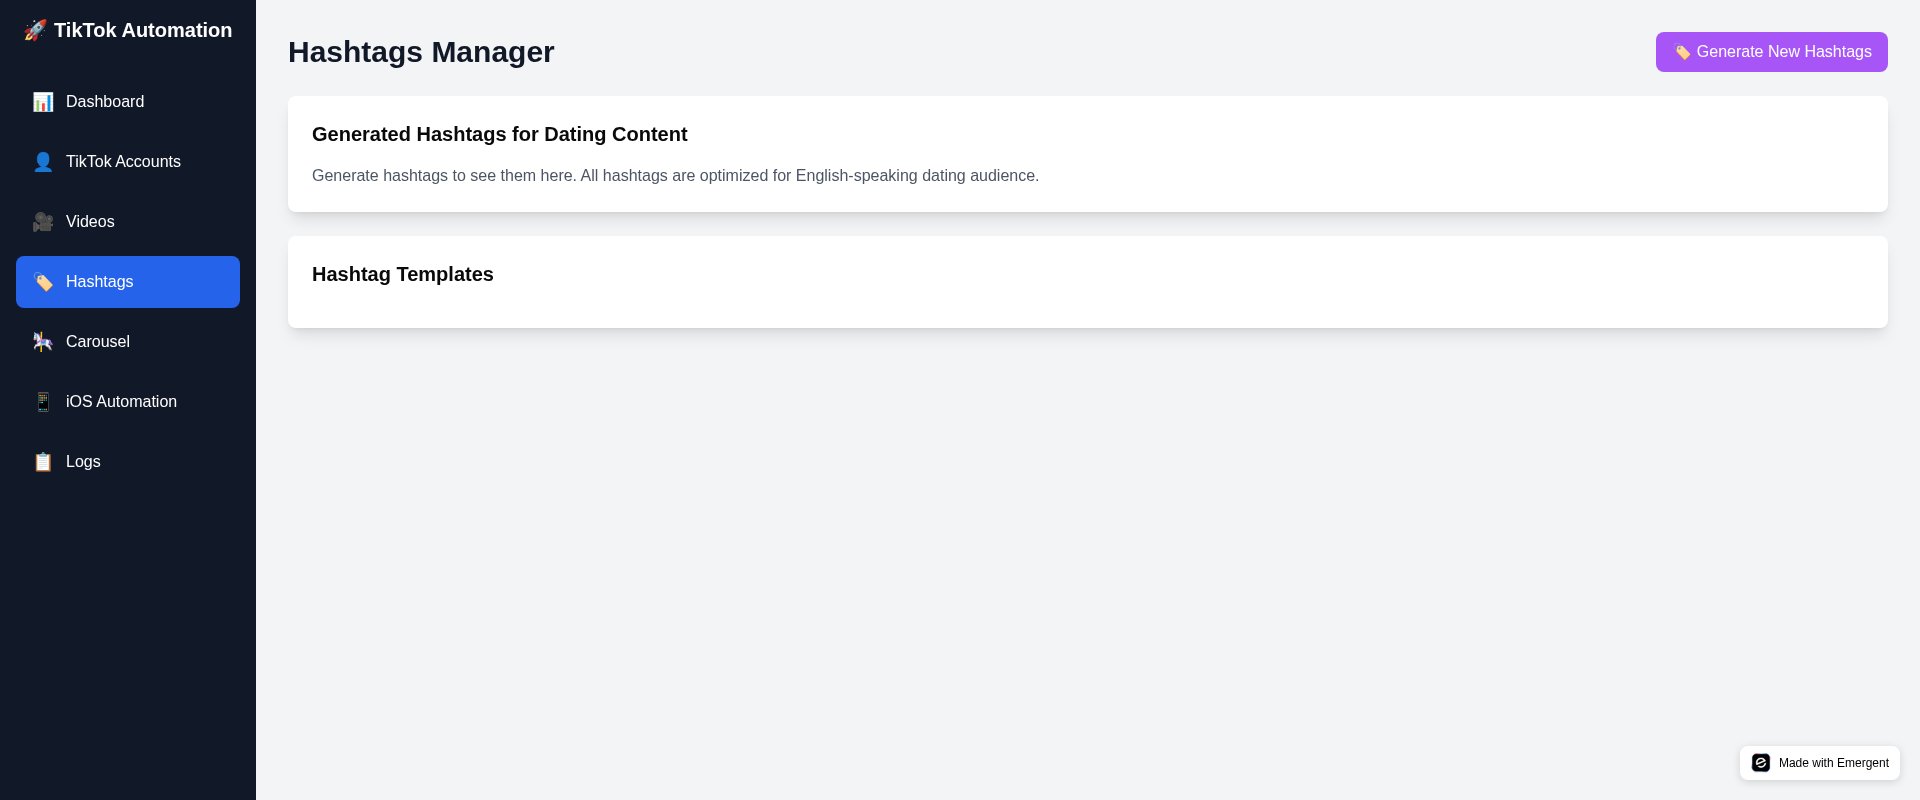 🚀 TikTok Automation
📊 Dashboard
👤 TikTok Accounts
🎥 Videos
🏷️ Hashtags
🎠 Carousel
📱 iOS Automation
📋 Logs
Hashtags Manager
🏷️ Generate New Hashtags
Generated Hashtags for Dating Content
Generate hashtags to see them here. All hashtags are optimized for English-speaking dating audience.
Hashtag Templates
Made with Emergent